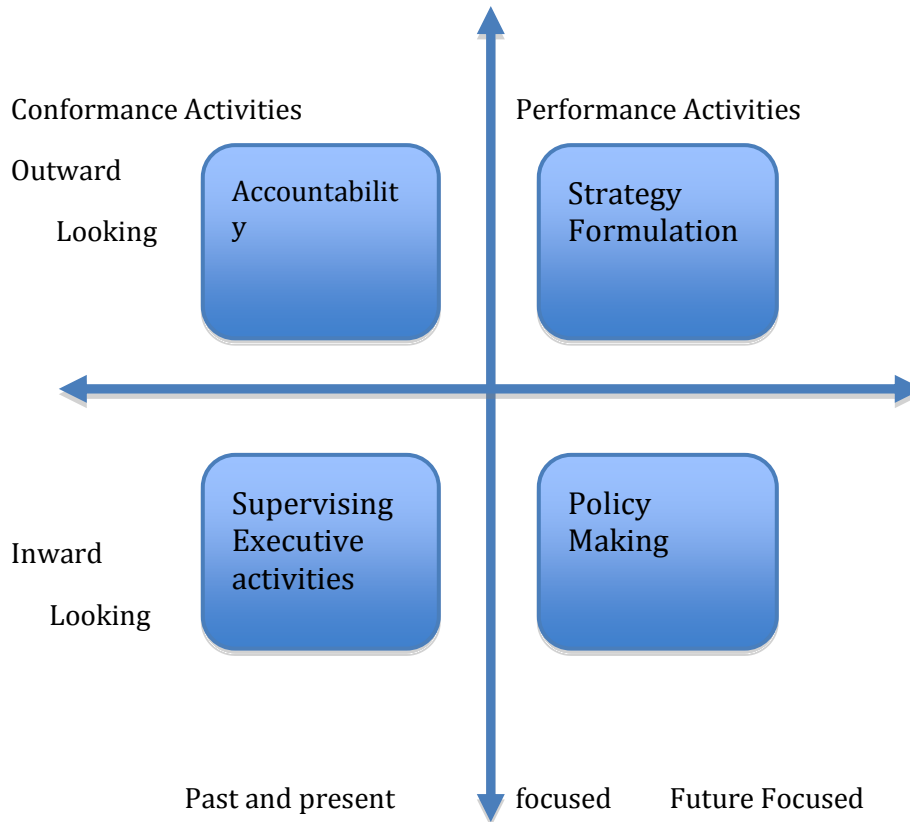 Conformance Activities
Performance Activities
Outward
Looking
Accountabilit
y
Strategy
Formulation
Inward
Looking
Supervising
Executive
activities
Policy
Making
Past and present focused Future Focused